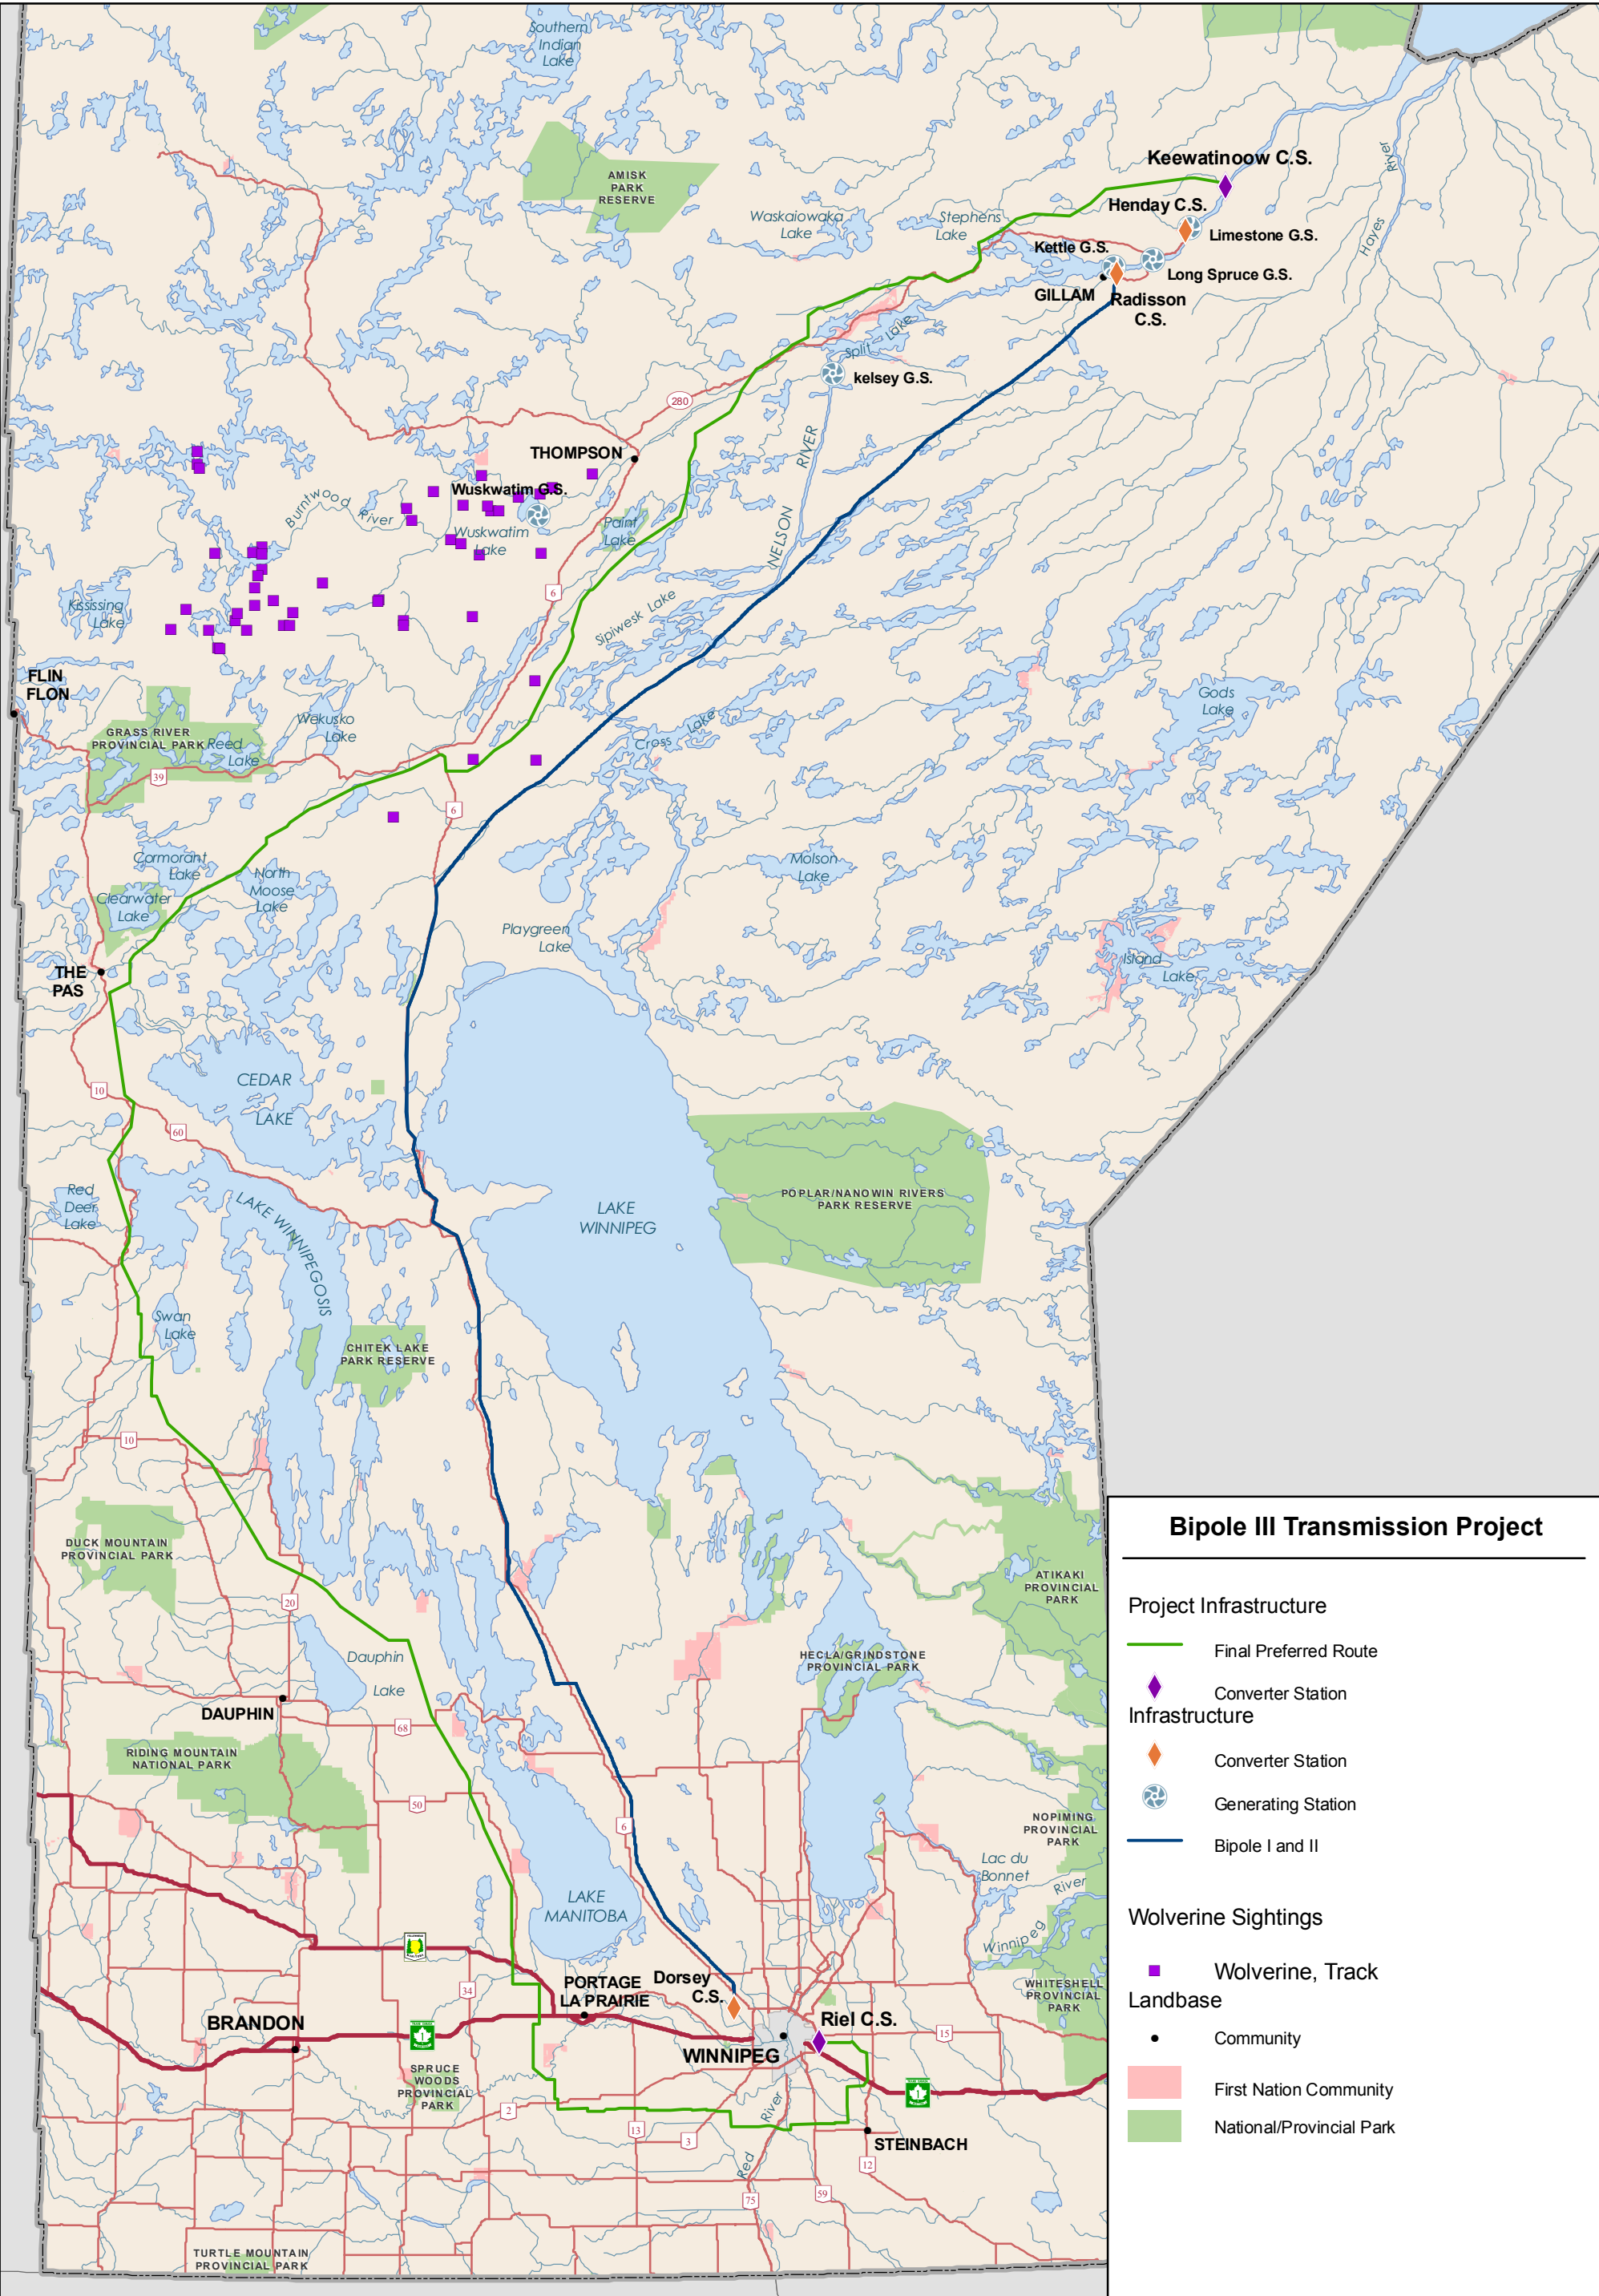 Southern
Indian
Lake
River
Keewatinoow C.S.
AMISK
PARK
RESERVE
Hayes
Henday C.S.
Waskaiowaka
Lake
Stephens
Lake
Limestone G.S.
Kettle G.S.
Long Spruce G.S.
GILLAM
Radisson
C.S.
Split Lake
kelsey G.S.
280
THOMPSON
NELSON RIVER
Wuskwatim G.S.
Burntwood River
Wuskwatim
Lake
Paint
Lake
6
Kississing
Lake
Sipiwesk Lake
FLIN
FLON
Gods
Lake
Wekusko
Lake
Cross Lake
GRASS RIVER
PROVINCIAL PARK
Reed
Lake
39
6
Cormorant
Lake
Molson
Lake
North
Moose
Lake
Clearwater
Lake
Playgreen
Lake
Island
Lake
THE
PAS
CEDAR
LAKE
10
60
Red
Deer
Lake
LAKE WINNIPEGOSIS
LAKE
WINNIPEG
POPLAR/NANOWIN RIVERS
PARK RESERVE
Swan
Lake
CHITEK LAKE
PARK RESERVE
10
DUCK MOUNTAIN
PROVINCIAL PARK
ATIKAKI
PROVINCIAL
PARK
20
Dauphin
Lake
HECLA/GRINDSTONE
PROVINCIAL PARK
DAUPHIN
68
RIDING MOUNTAIN
NATIONAL PARK
50
6
NOPIMING
PROVINCIAL
PARK
Lac du
Bonnet
River
Winnipeg
LAKE
MANITOBA
34
PORTAGE
LA PRAIRIE
Dorsey
C.S.
WHITESHELL
PROVINCIAL
PARK
BRANDON
1
Riel C.S.
15
WINNIPEG
SPRUCE
WOODS
PROVINCIAL
PARK
1
2
River
Red
13
3
STEINBACH
12
75
59
TURTLE MOUNTAIN
PROVINCIAL PARK
Bipole III Transmission Project
Project Infrastructure
Final Preferred Route
Converter Station
Infrastructure
Converter Station
Generating Station
Bipole I and II
Wolverine Sightings
Wolverine, Track
Landbase
Community
First Nation Community
National/Provincial Park